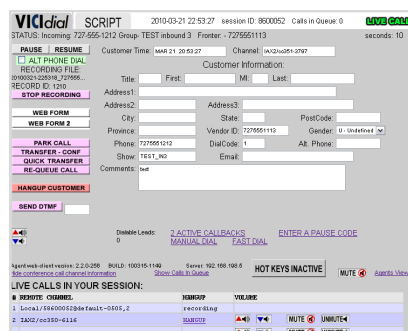 VICIdial SCRIPT 2010-03-21 22:53:27 session ID: 8600052 Calls in Queue: 0 LIVE CALL
STATUS: Incoming: 727-555-1212 Group- TEST inbound 3 Fronter: - 7275551113 seconds: 10
PAUSE RESUME Customer Time: MAR 21 20:53:27 Channel: IAX2/cc351-3797
ALT PHONE DIAL Customer Information:
RECORDING FILE:
20100321-225318_727555...
RECORD ID: 1210
Title: First: MI: Last:
STOP RECORDING Address1:
Address2: Address3:
WEB FORM City: State: PostCode:
WEB FORM 2 Province: Vendor ID: 7275551113 Gender: U - Undefined
PARK CALL Phone: 7275551212 DialCode: 1 Alt. Phone:
TRANSFER - CONF
QUICK TRANSFER Show: TEST_IN3 Email:
RE-QUEUE CALL Comments: test
HANGUP CUSTOMER
SEND DTMF
Dialable Leads: 2 ACTIVE CALLBACKS ENTER A PAUSE CODE
0 MANUAL DIAL FAST DIAL
Agent web-client version: 2.2.0-256 BUILD: 100315-1149 Server: 192.168.198.5 HOT KEYS INACTIVE
Hide conference call channel information Show Calls In Queue MUTE Agents View
LIVE CALLS IN YOUR SESSION:
# REMOTE CHANNEL HANGUP VOLUME
1 Local/58600052@default-0505,2 recording
2 IAX2/cc350-6116 HANGUP MUTE UNMUTE